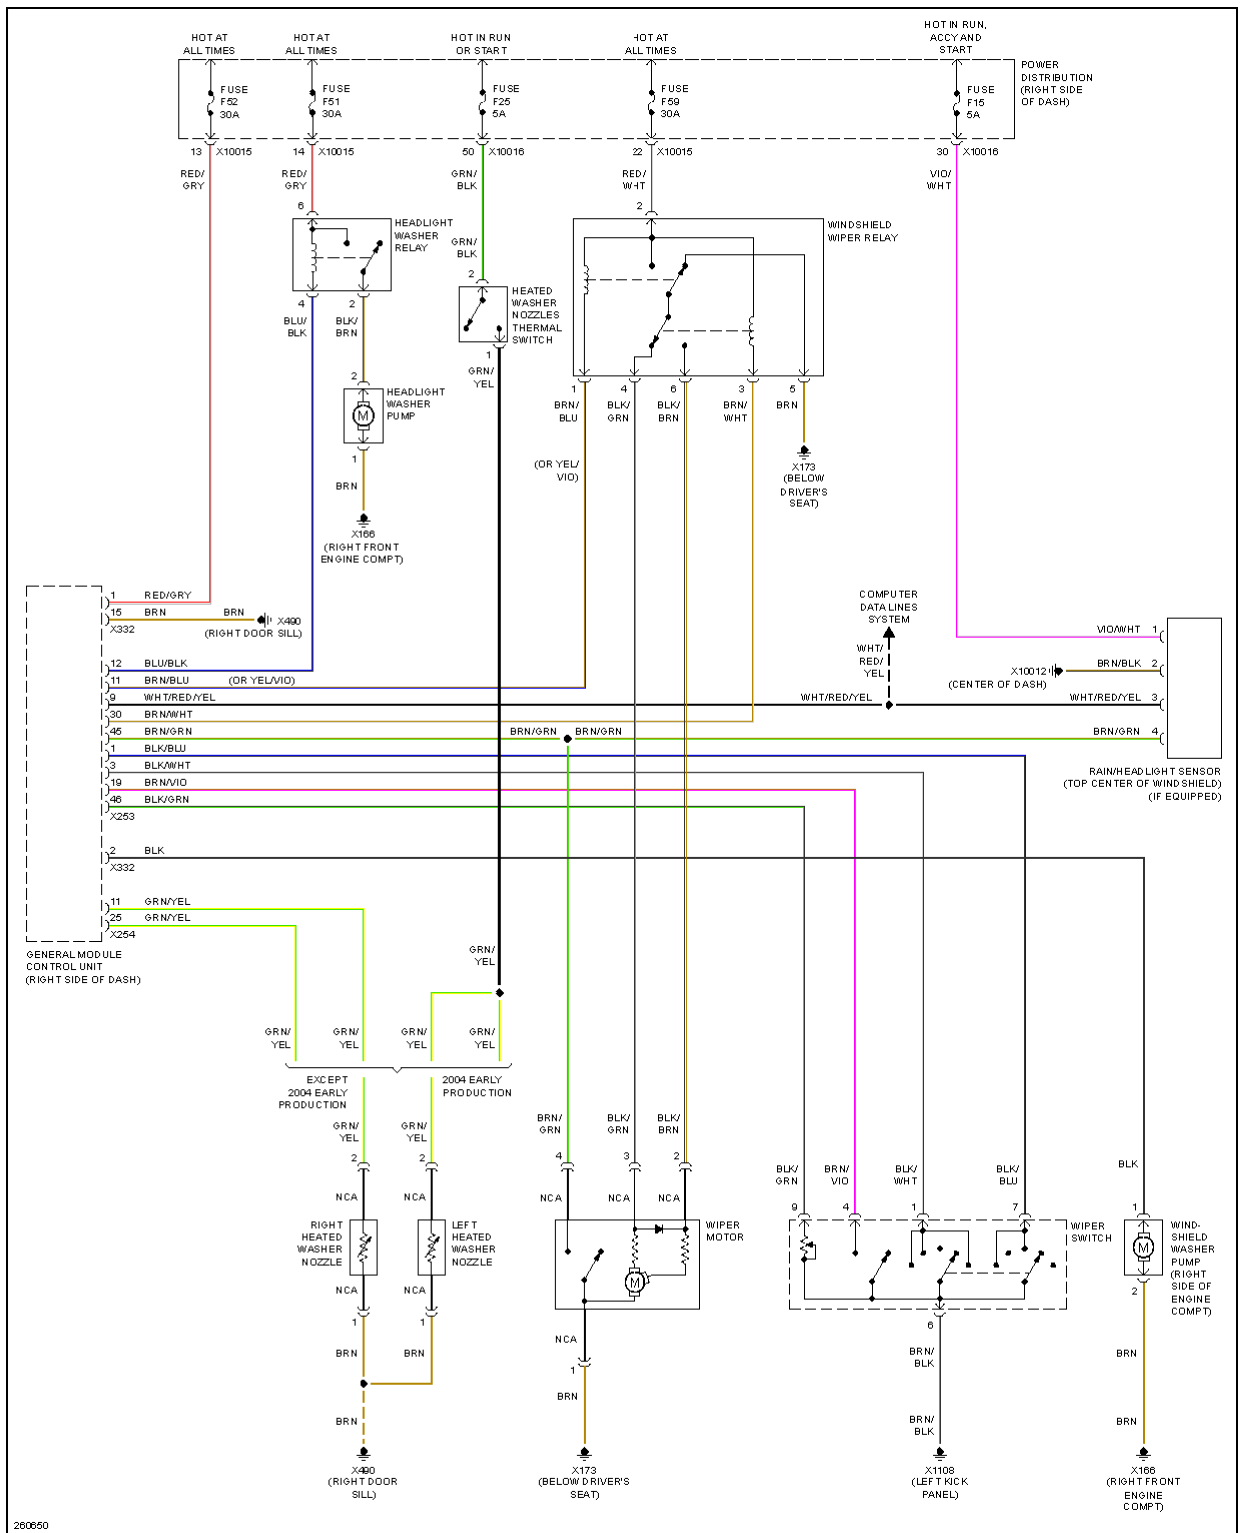 HOT AT
ALL TIMES
HOT AT
ALL TIMES
HOT IN RUN
OR START
HOT AT
ALL TIMES
HOT IN RUN,
ACCY AND
START
FUSE
F52
30A
FUSE
F51
30A
FUSE
F25
5A
FUSE
F59
30A
FUSE
F15
5A
POWER
DISTRIBUTION
(RIGHT SIDE
OF DASH)
13 X10015
14 X10015
50 X10016
22 X10015
30 X10016
RED/
GRY
RED/
GRY
GRN/
BLK
RED/
WHT
VIO/
WHT
6
2
HEADLIGHT
WASHER
RELAY
GRN/
BLK
WINDSHIELD
WIPER RELAY
2
HEATED
WASHER
NOZZLES
THERMAL
SWITCH
4
2
BLU/
BLK
BLK/
BRN
1
GRN/
YEL
2
HEADLIGHT
WASHER
PUMP
M
1
BRN
X166
(RIGHT FRONT
ENGINE COMPT)
1
4
6
3
5
BRN/
BLU
BLK/
GRN
BLK/
BRN
BRN/
WHT
BRN
(OR YEL/
VIO)
X173
(BELOW
DRIVER'S
SEAT)
1 RED/GRY
15 BRN
BRN
X490
X332
(RIGHT DOOR SILL)
12 BLU/BLK
11 BRN/BLU
(OR YEL/VIO)
9 WHT/RED/YEL
30 BRN/WHT
45 BRN/GRN
1 BLK/BLU
3 BLK/WHT
19 BRN/VIO
46 BLK/GRN
X253
2 BLK
X332
11 GRN/YEL
25 GRN/YEL
X254
GENERAL MODULE
CONTROL UNIT
(RIGHT SIDE OF DASH)
COMPUTER
DATA LINES
SYSTEM
WHT/
RED/
YEL
WHT/RED/YEL
BRN/GRN
BRN/GRN
VIO/WHT 1
X10012
BRN/BLK 2
(CENTER OF DASH)
WHT/RED/YEL 3
BRN/GRN 4
RAIN/HEADLIGHT SENSOR
(TOP CENTER OF WINDSHIELD)
(IF EQUIPPED)
GRN/
YEL
GRN/
YEL
GRN/
YEL
GRN/
YEL
GRN/
YEL
EXCEPT
2004 EARLY
PRODUCTION
2004 EARLY
PRODUCTION
GRN/
YEL
GRN/
YEL
BRN/
GRN
BLK/
GRN
BLK/
BRN
2
2
4
3
2
BLK/
GRN
BRN/
VIO
BLK/
WHT
BLK/
BLU
BLK
NCA
NCA
NCA
NCA
NCA
9
4
1
7
1
RIGHT
HEATED
WASHER
NOZZLE
LEFT
HEATED
WASHER
NOZZLE
WIPER
MOTOR
M
WIPER
SWITCH
M
WIND-
SHIELD
WASHER
PUMP
(RIGHT
SIDE OF
ENGINE
COMPT)
NCA
NCA
1
1
NCA
6
2
BRN
BRN
1
BRN
BRN/
BLK
BRN
BRN
BRN/
BLK
BRN
X490
(RIGHT DOOR
SILL)
X173
(BELOW DRIVER'S
SEAT)
X1108
(LEFT KICK
PANEL)
X166
(RIGHT FRONT
ENGINE
COMPT)
260650